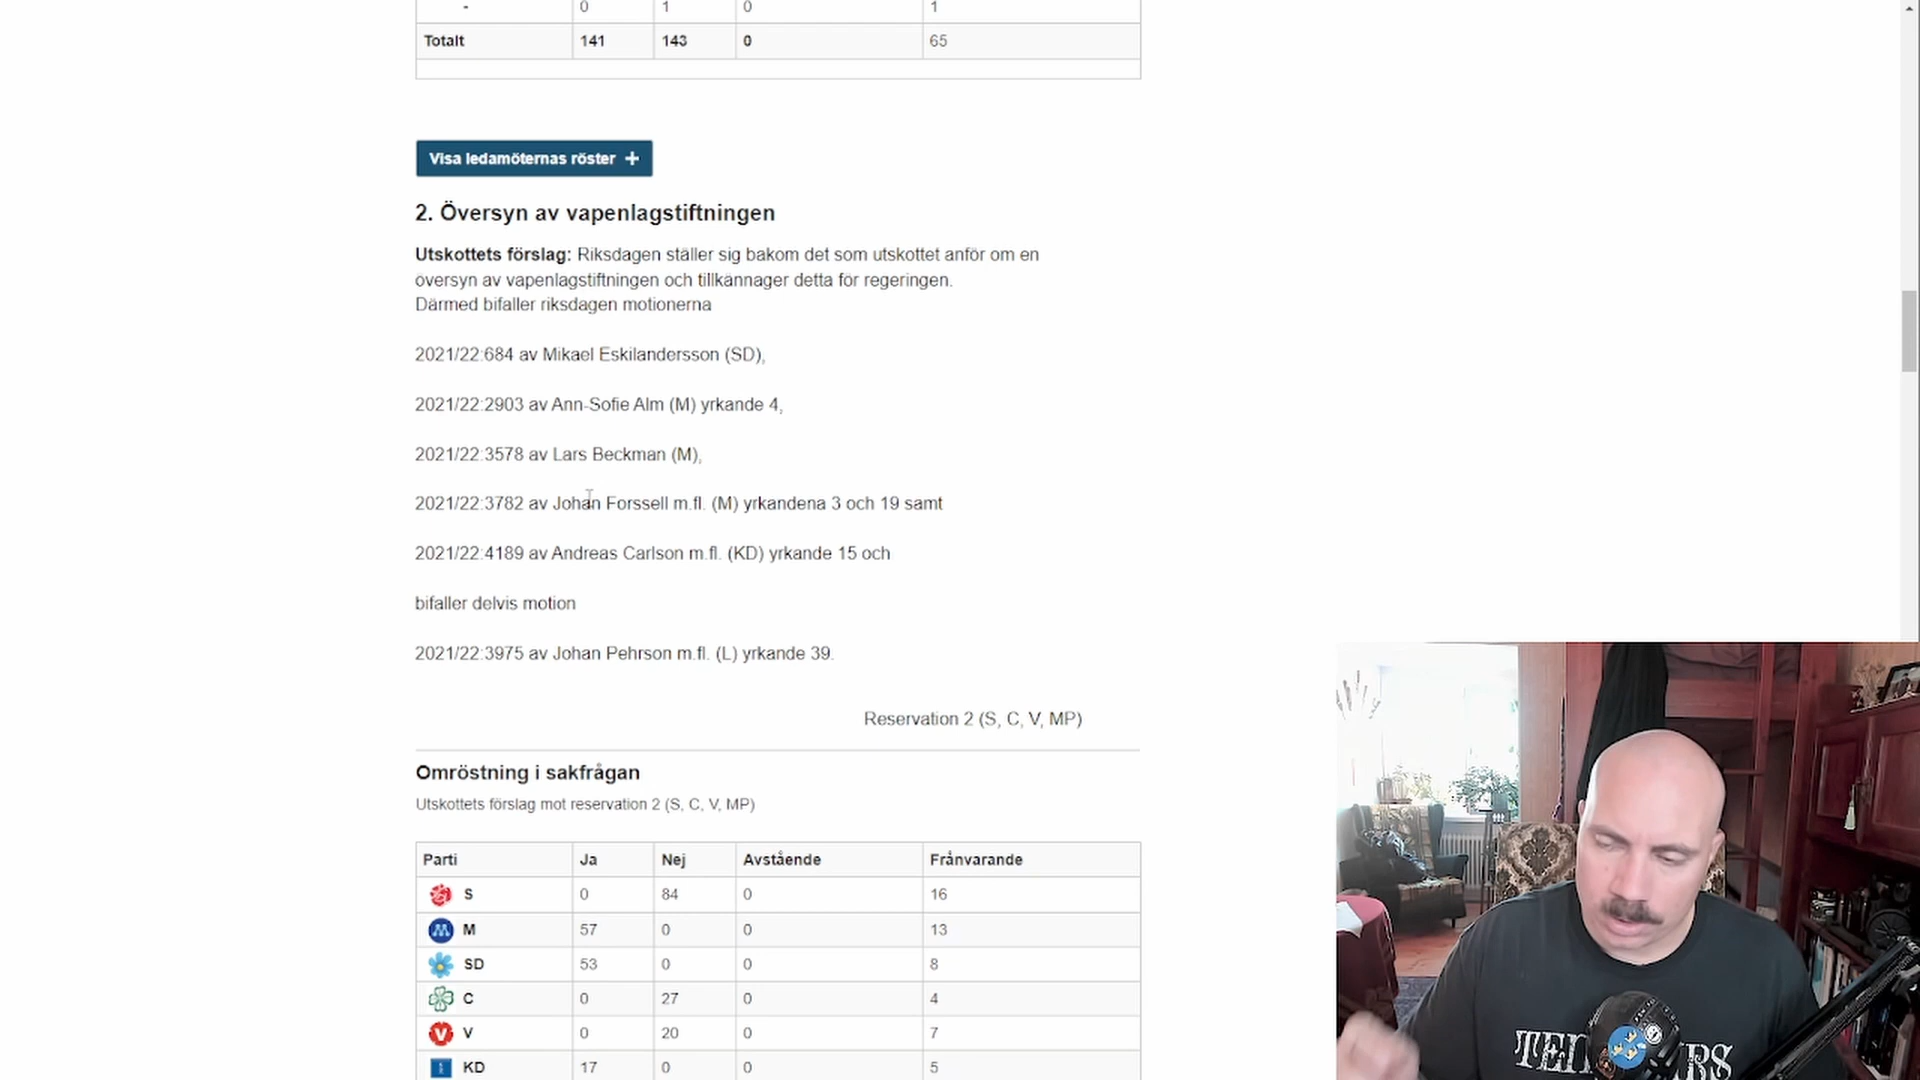 - 0 1 0 1
Totalt 141 143 0 65
Visa ledamöternas röster +
2. Översyn av vapenlagstiftningen
Utskottets förslag: Riksdagen ställer sig bakom det som utskottet anför om en
översyn av vapenlagstiftningen och tillkännager detta för regeringen.
Därmed bifaller riksdagen motionerna
2021/22:684 av Mikael Eskilandersson (SD),
2021/22:2903 av Ann-Sofie Alm (M) yrkande 4,
2021/22:3578 av Lars Beckman (M),
2021/22:3782 av Johan Forssell m.fl. (M) yrkandena 3 och 19 samt
2021/22:4189 av Andreas Carlson m.fl. (KD) yrkande 15 och
bifaller delvis motion
2021/22:3975 av Johan Pehrson m.fl. (L) yrkande 39.
Reservation 2 (S, C, V, MP)
Omröstning i sakfrågan
Utskottets förslag mot reservation 2 (S, C, V, MP)
Parti Ja Nej Avstående Frånvarande
S 0 84 0 16
M 57 0 0 13
SD 53 0 0 8
C 0 27 0 4
V 0 20 0 7
KD 17 0 0 5